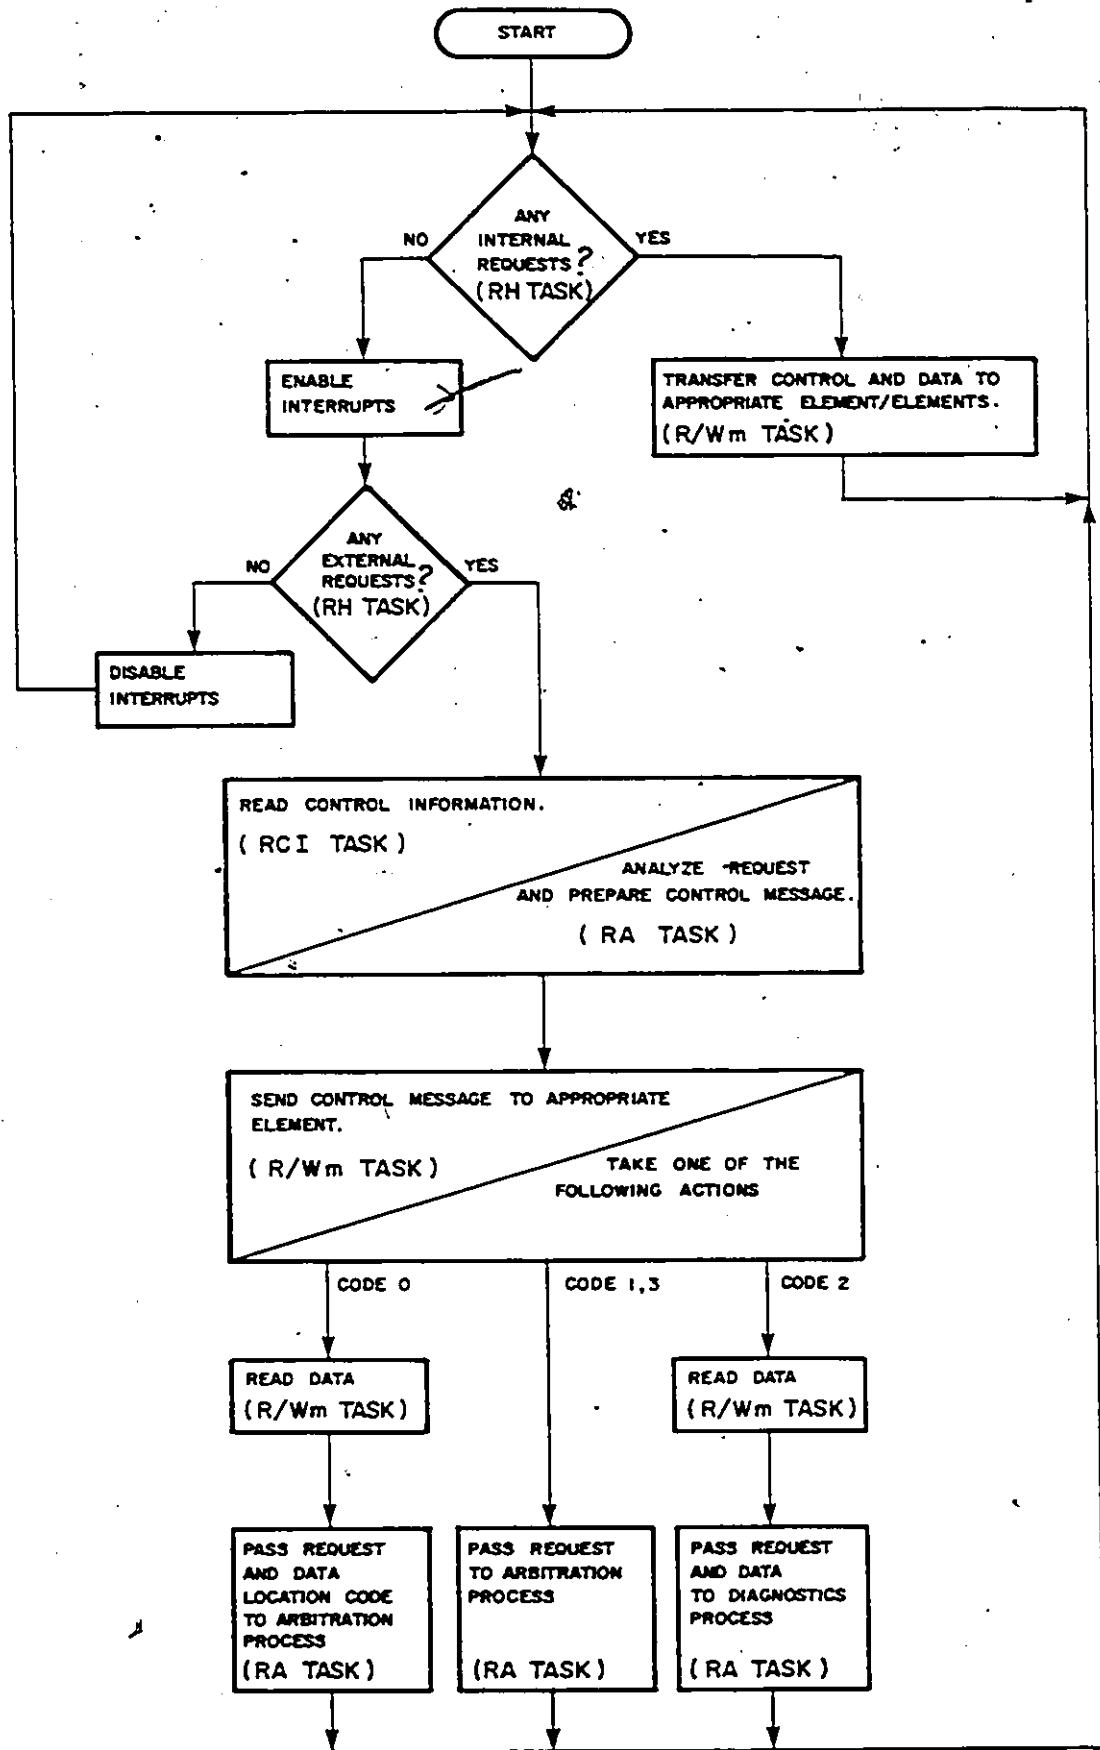 START
ANY
INTERNAL
REQUESTS?
(RH TASK)
NO
YES
ENABLE
INTERRUPTS
TRANSFER CONTROL AND DATA TO
APPROPRIATE ELEMENT/ELEMENTS.
(R/Wm TASK)
ANY
EXTERNAL
REQUESTS?
(RH TASK)
NO
YES
DISABLE
INTERRUPTS
READ CONTROL INFORMATION.
(RCI TASK)
ANALYZE REQUEST
AND PREPARE CONTROL MESSAGE.
(RA TASK)
SEND CONTROL MESSAGE TO APPROPRIATE
ELEMENT.
(R/Wm TASK)
TAKE ONE OF THE
FOLLOWING ACTIONS
CODE 0
CODE 1,3
CODE 2
READ DATA
(R/Wm TASK)
READ DATA
(R/Wm TASK)
PASS REQUEST
AND DATA
LOCATION CODE
TO ARBITRATION
PROCESS
(RA TASK)
PASS REQUEST
TO ARBITRATION
PROCESS
(RA TASK)
PASS REQUEST
AND DATA
TO DIAGNOSTICS
PROCESS
(RA TASK)